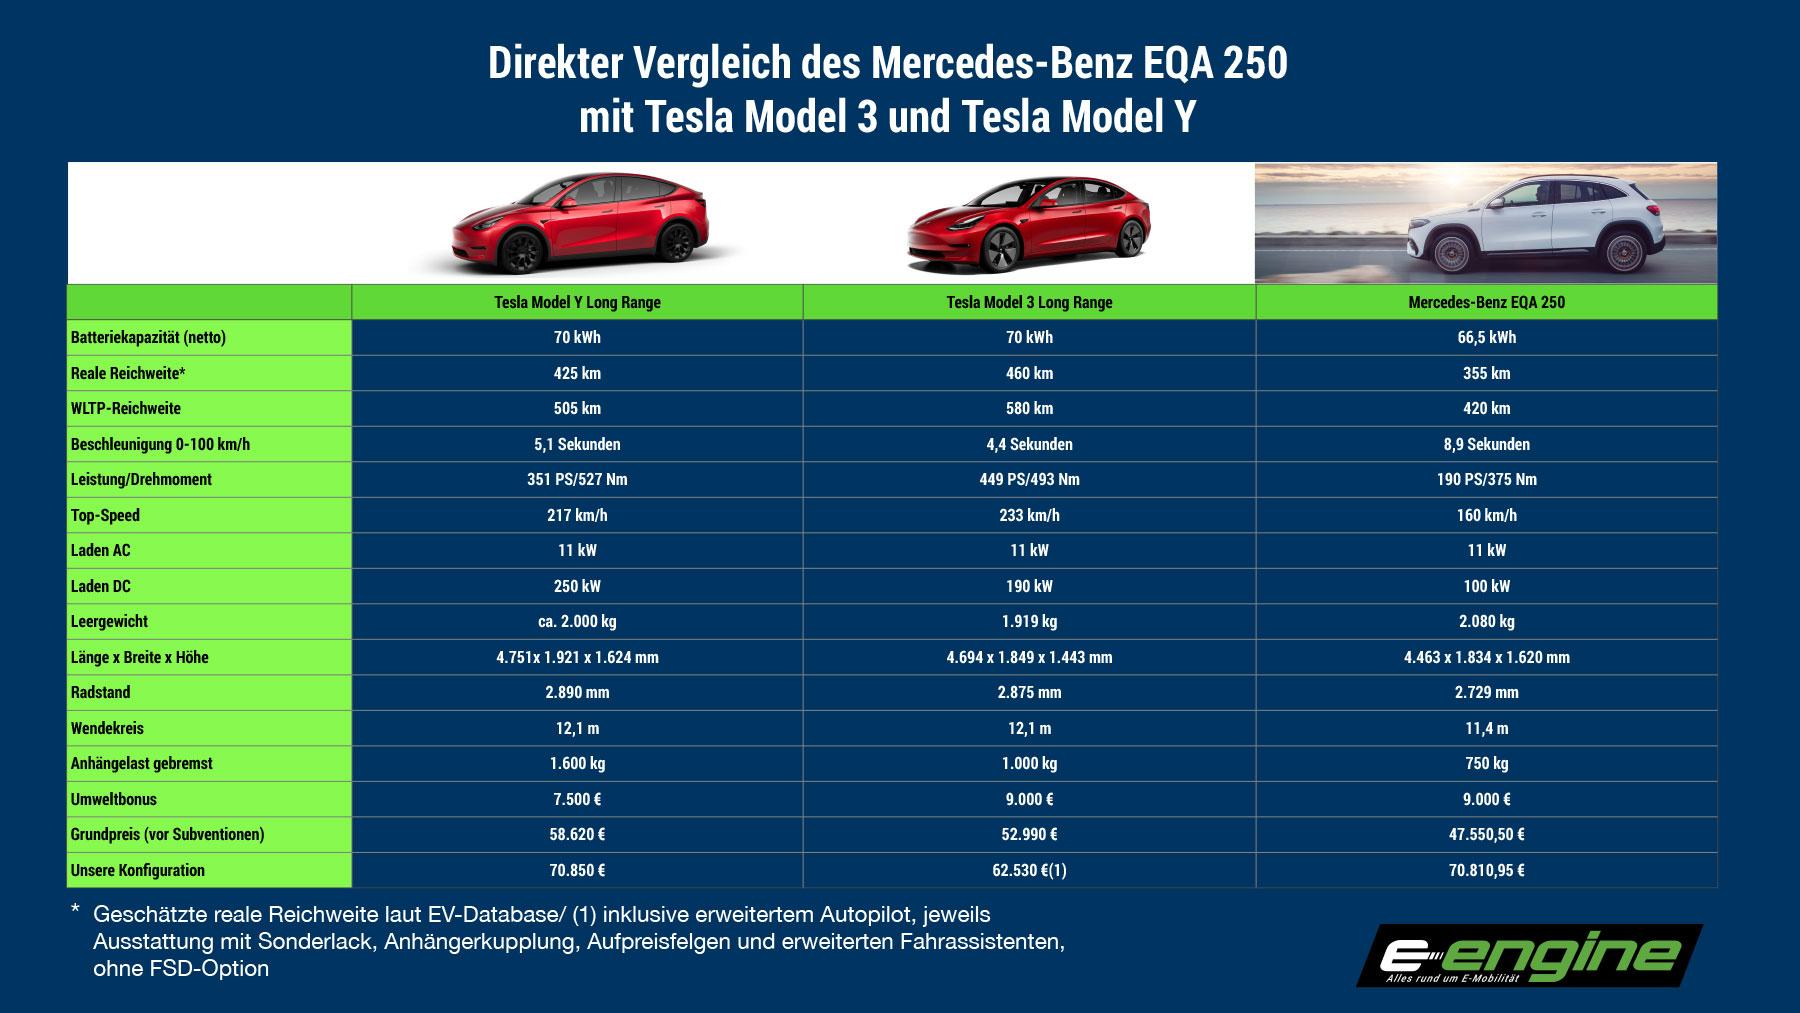 Direkter Vergleich des Mercedes-Benz EQA 250
mit Tesla Model 3 und Tesla Model Y
Tesla Model Y Long Range Tesla Model 3 Long Range Mercedes-Benz EQA 250
Batteriekapazität (netto) 70 kWh 70 kWh 66,5 kWh
Reale Reichweite* 425 km 460 km 355 km
WLTP-Reichweite 505 km 580 km 420 km
Beschleunigung 0-100 km/h 5,1 Sekunden 4,4 Sekunden 8,9 Sekunden
Leistung/Drehmoment 351 PS/527 Nm 449 PS/493 Nm 190 PS/375 Nm
Top-Speed 217 km/h 233 km/h 160 km/h
Laden AC 11 kW 11 kW 11 kW
Laden DC 250 kW 190 kW 100 kW
Leergewicht ca. 2.000 kg 1.919 kg 2.080 kg
Länge x Breite x Höhe 4.751x 1.921 x 1.624 mm 4.694 x 1.849 x 1.443 mm 4.463 x 1.834 x 1.620 mm
Radstand 2.890 mm 2.875 mm 2.729 mm
Wendekreis 12,1 m 12,1 m 11,4 m
Anhängelast gebremst 1.600 kg 1.000 kg 750 kg
Umweltbonus 7.500 € 9.000 € 9.000 €
Grundpreis (vor Subventionen) 58.620 € 52.990 € 47.550,50 €
Unsere Konfiguration 70.850 € 62.530 €(1) 70.810,95 €
* Geschätzte reale Reichweite laut EV-Database/ (1) inklusive erweitertem Autopilot, jeweils
Ausstattung mit Sonderlack, Anhängerkupplung, Aufpreisfelgen und erweiterten Fahrassistenten,
ohne FSD-Option
e-engine
Alles rund um E-Mobilität